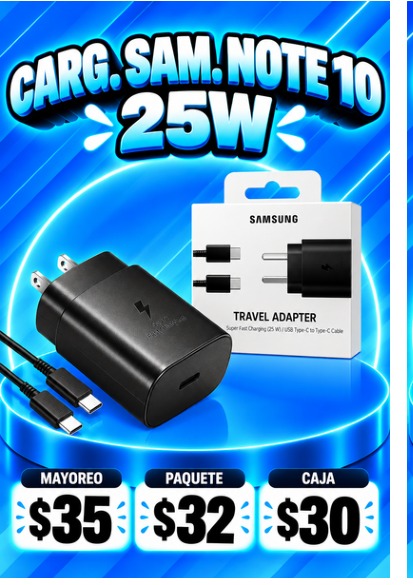 CARG. SAM. NOTE 10
25W
SAMSUNG
TRAVEL ADAPTER
Super Fast Charging (25 W) / USB Type-C to Type-C Cable
MAYOREO
$35
PAQUETE
$32
CAJA
$30